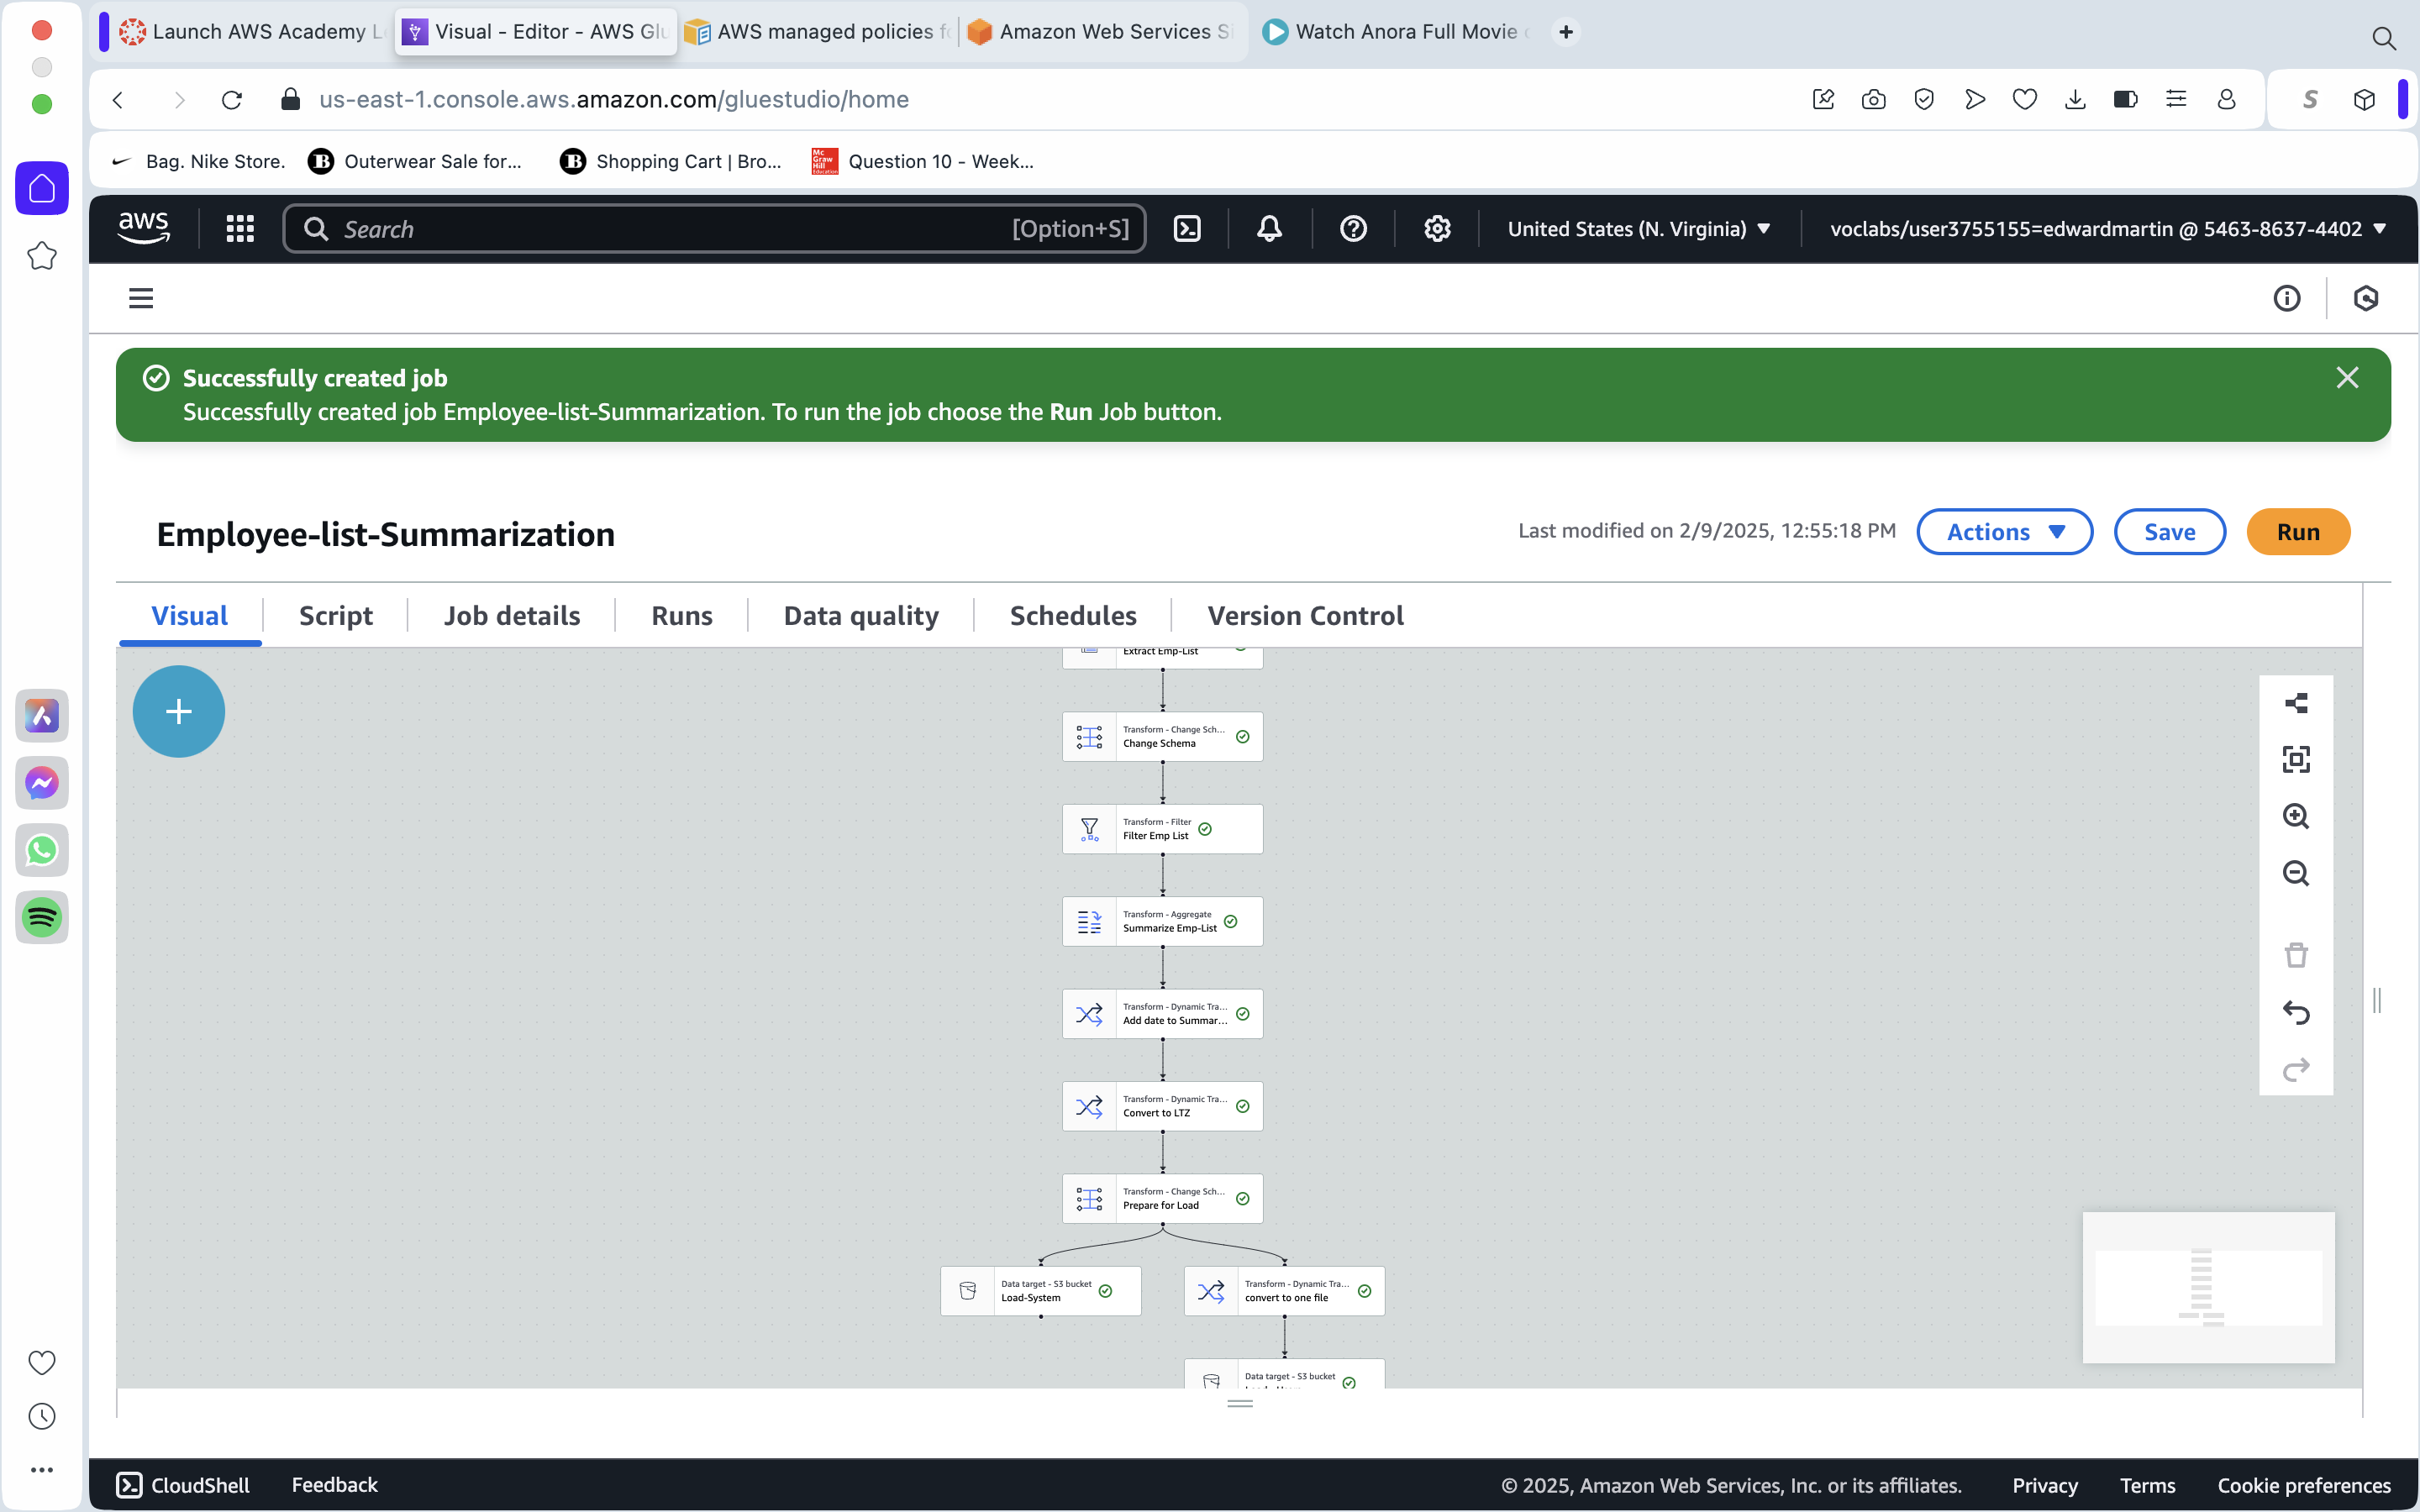 Launch AWS Academy L
Visual - Editor - AWS Glu
AWS managed policies f
Amazon Web Services Si
Watch Anora Full Movie
us-east-1.console.aws.amazon.com/gluestudio/home
S
Bag. Nike Store.
B Outerwear Sale for...
B Shopping Cart | Bro...
Mc Graw Hill Education
Question 10 - Week...
aws
Search
[Option+S]
United States (N. Virginia)
voclabs/user3755155=edwardmartin @ 5463-8637-4402
Successfully created job
Successfully created job Employee-list-Summarization. To run the job choose the Run Job button.
Employee-list-Summarization
Last modified on 2/9/2025, 12:55:18 PM
Actions
Save
Run
Visual
Script
Job details
Runs
Data quality
Schedules
Version Control
Extract Emp-List
Transform - Change Sch...
Change Schema
Transform - Filter
Filter Emp List
Transform - Aggregate
Summarize Emp-List
Transform - Dynamic Tra...
Add date to Summar...
Transform - Dynamic Tra...
Convert to LTZ
Transform - Change Sch...
Prepare for Load
Data target - S3 bucket
Load-System
Transform - Dynamic Tra...
convert to one file
Data target - S3 bucket
CloudShell
Feedback
© 2025, Amazon Web Services, Inc. or its affiliates.
Privacy
Terms
Cookie preferences